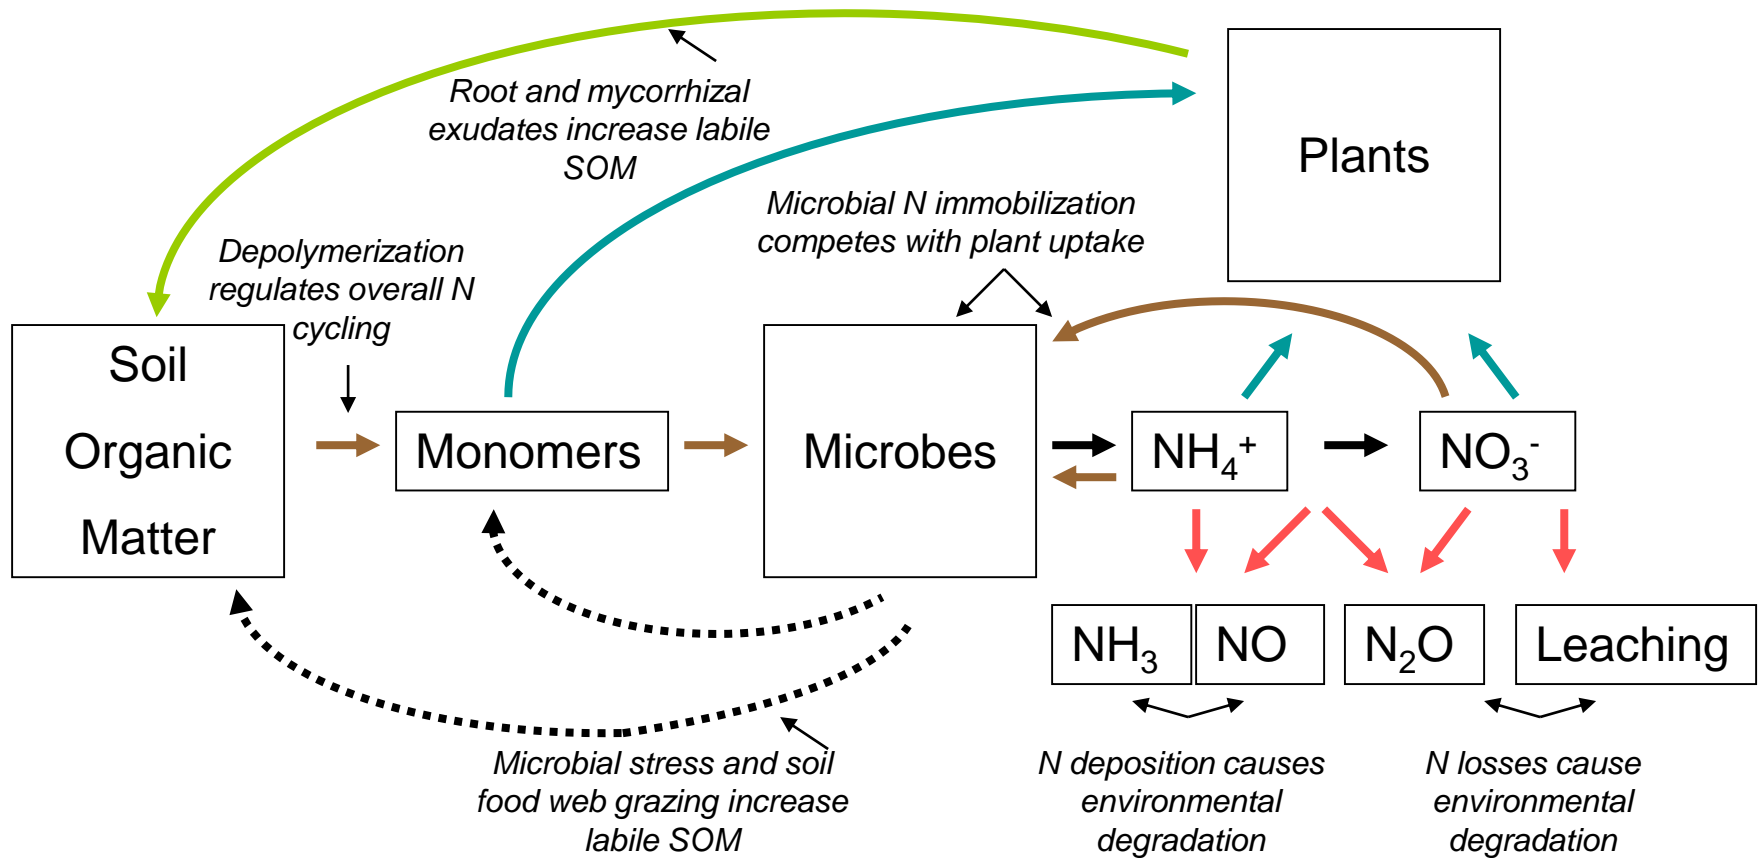 Root and mycorrhizal
exudates increase labile
SOM
Plants
Microbial N immobilization
competes with plant uptake
Depolymerization
regulates overall N
cycling
Soil
Organic
Matter
Monomers
Microbes
NH₄⁺
NO₃⁻
NH₃
NO
N₂O
Leaching
Microbial stress and soil
food web grazing increase
labile SOM
N deposition causes
environmental
degradation
N losses cause
environmental
degradation